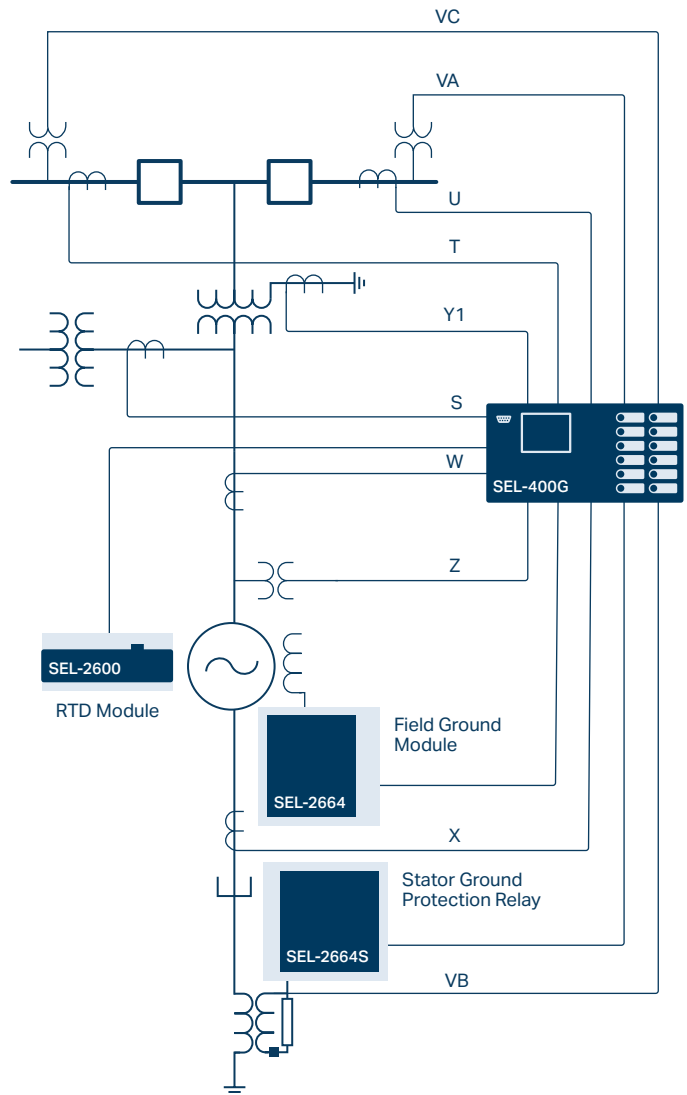 VC
VA
U
T
Y1
S
W
SEL-400G
Z
SEL-2600
RTD Module
Field Ground
Module
SEL-2664
X
Stator Ground
Protection Relay
SEL-2664S
VB